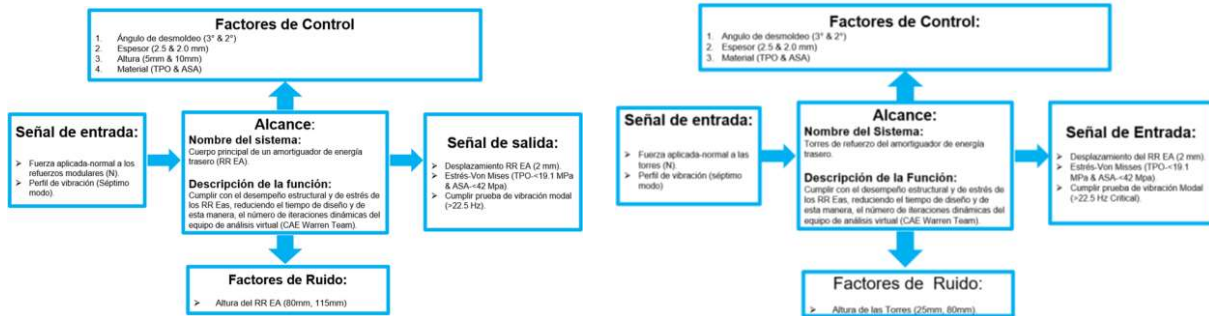 Factores de Control
1. Ángulo de desmoldeo (3° & 2°)
2. Espesor (2.5 & 2.0 mm)
3. Altura (5mm & 10mm)
4. Material (TPO & ASA)
Señal de entrada:
➢ Fuerza aplicada-normal a los
refuerzos modulares (N).
➢ Perfil de vibración (Séptimo
modo)
Alcance:
Nombre del sistema:
Cuerpo principal de un amortiguador de energía
trasero (RR EA).
Descripción de la función:
Cumplir con el desempeño estructural y de estrés de
los RR Eas, reduciendo el tiempo de diseño y de
esta manera, el número de iteraciones dinámicas del
equipo de análisis virtual (CAE Warren Team).
Señal de salida:
➢ Desplazamiento RR EA (2 mm).
➢ Estrés-Von Mises (TPO-<19.1
MPa & ASA-<42 Mpa)
➢ Cumplir prueba de vibración modal
(>22.5 Hz).
Factores de Ruido:
➢ Altura del RR EA (80mm, 115mm)
Factores de Control:
1. Angulo de desmoldeo (3° & 2°)
2. Espesor (2.5 & 2.0 mm)
3. Material (TPO & ASA)
Señal de entrada:
➢ Fuerza aplicada-normal a las
torres (N).
➢ Perfil de vibración (séptimo
modo)
Alcance:
Nombre del Sistema:
Torres de refuerzo del amortiguador de energía
trasero.
Descripción de la Función:
Cumplir con el desempeño estructural y de estrés de
los RR Eas, reduciendo el tiempo de diseño y de
esta manera, el número de iteraciones dinámicas del
equipo de análisis virtual (CAE Warren Team)
Señal de Entrada:
➢ Desplazamiento del RR EA (2 mm).
➢ Estrés-Von Misses (TPO-<19.1
MPa & ASA-<42 Mpa).
➢ Cumplir prueba de vibración Modal
(>22.5 Hz Critical).
Factores de Ruido:
➢ Altura de las Torres (25mm, 80mm).